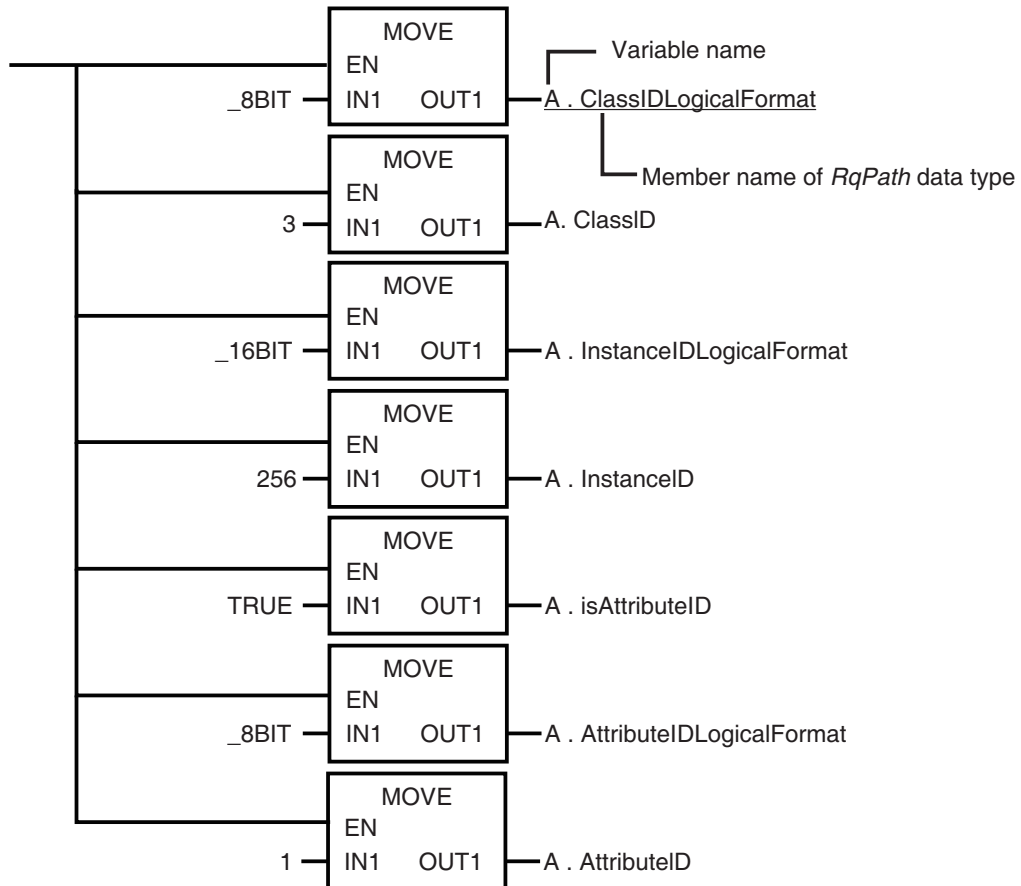 MOVE
Variable name
EN
_8BIT IN1 OUT1 A . ClassIDLogicalFormat
MOVE
Member name of RqPath data type
EN
3 IN1 OUT1 A. ClassID
MOVE
EN
_16BIT IN1 OUT1 A . InstanceIDLogicalFormat
MOVE
EN
256 IN1 OUT1 A . InstanceID
MOVE
EN
TRUE IN1 OUT1 A . isAttributeID
MOVE
EN
_8BIT IN1 OUT1 A . AttributeIDLogicalFormat
MOVE
EN
1 IN1 OUT1 A . AttributeID